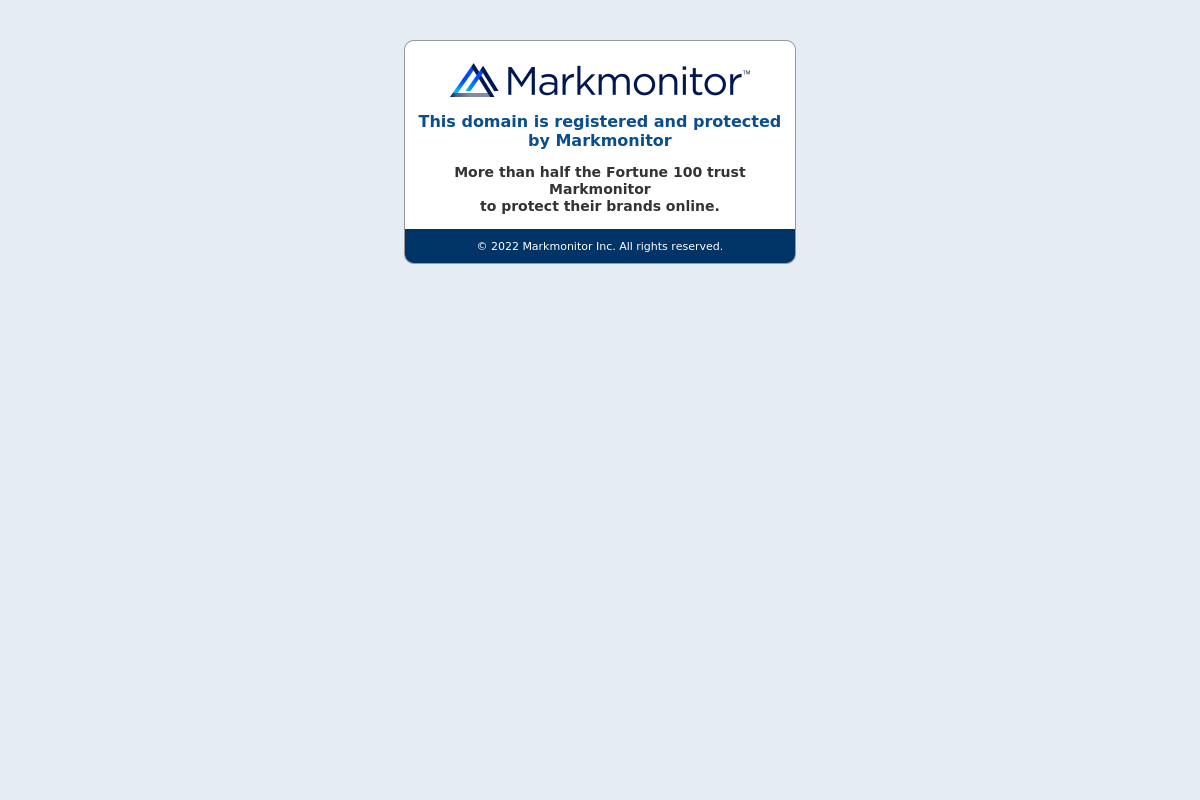 Markmonitor™
This domain is registered and protected
by Markmonitor
More than half the Fortune 100 trust
Markmonitor
to protect their brands online.
© 2022 Markmonitor Inc. All rights reserved.